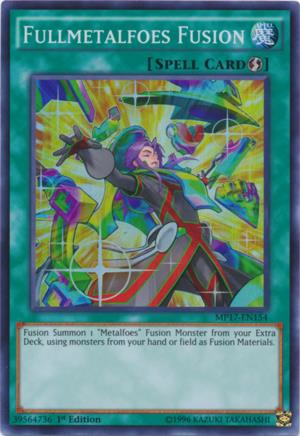 FULLMETALFOES FUSION
[SPELL CARD]
MP17-EN154
Fusion Summon 1 "Metalfoes" Fusion Monster from your Extra
Deck, using monsters from your hand or field as Fusion Materials.
39564736 1st Edition ©1996 KAZUKI TAKAHASHI